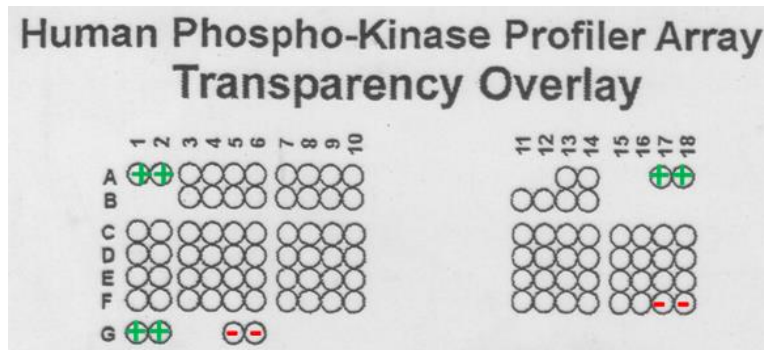 Human Phospho-Kinase Profiler Array
Transparency Overlay
1 2 3 4 5 6 7 8 9 10 11 12 13 14 15 16 17 18
A + + + +
B
C
D
E
F - -
G + + - -